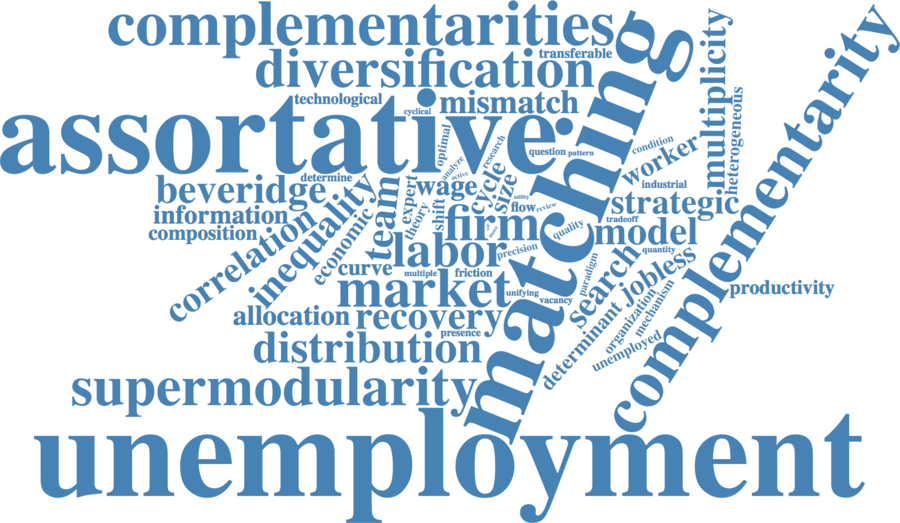 complementarities
diversification
transferable
technological
cyclical
mismatch
assortative
matching
multiplicity
complementarity
heterogeneous
condition
worker
industrial
question
pattern
research
optimal
analyze
active
determine
beveridge
information
composition
correlation
inequality
economic
team
expert
theory
shift
wage
cycle
size
utility
flow
review
firm
quality
tradeoff
strategic
model
quantity
labor
precision
curve
multiple
friction
market
unifying
vacancy
paradigm
search
jobless
productivity
determinant
organization
mechanism
unemployed
allocation
recovery
presence
distribution
supermodularity
unemployment